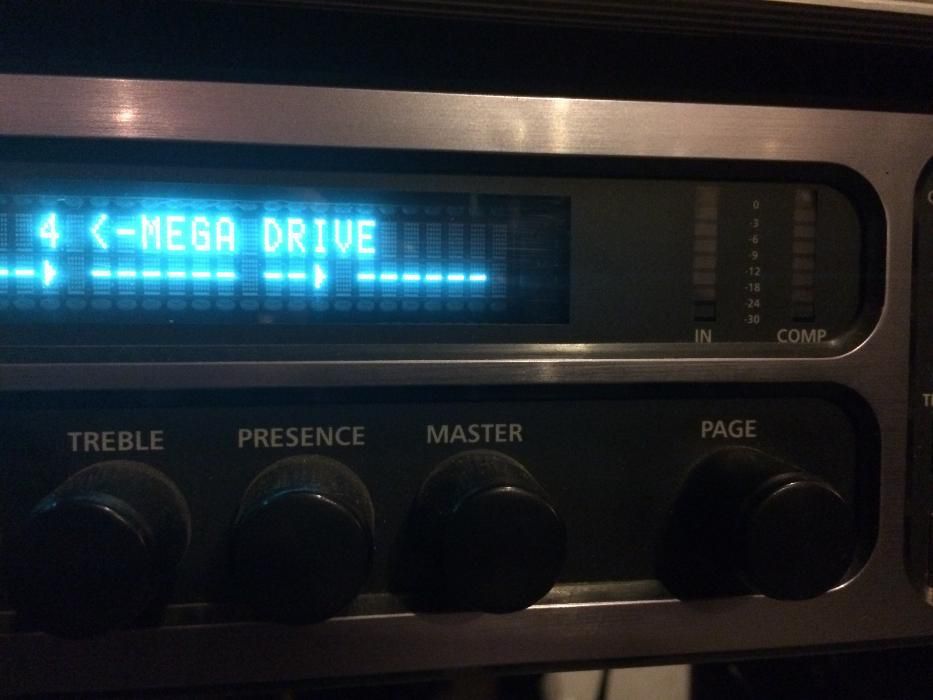 4 <-MEGA DRIVE
0
-3
-6
-9
-12
-18
-24
-30
IN COMP
TREBLE PRESENCE MASTER PAGE